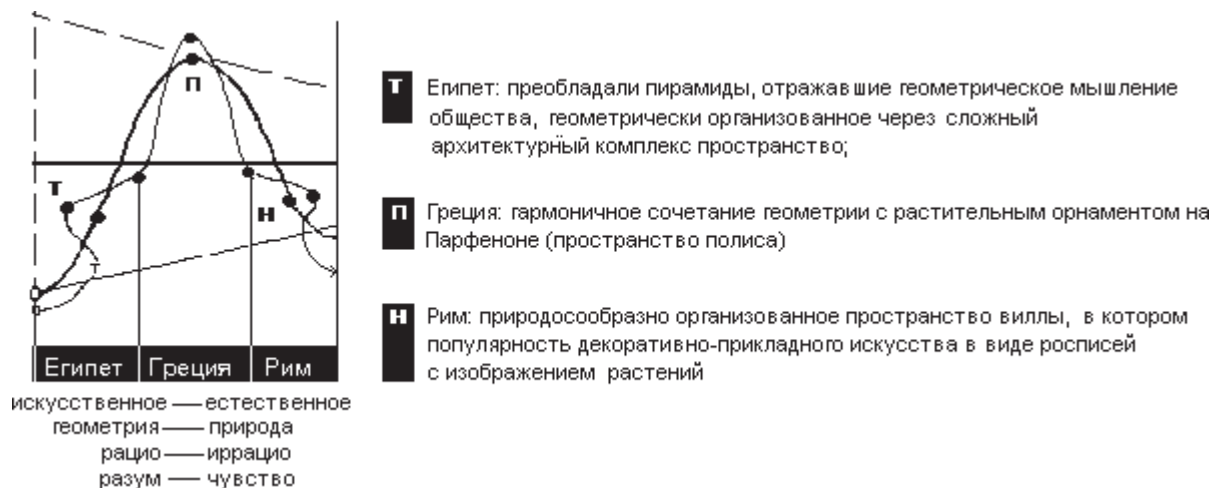 Т
П
Н
т
Египет Греция Рим
искусственное — естественное
геометрия — природа
рацио — иррацио
разум — чувство
Т Египет: преобладали пирамиды, отражавшие геометрическое мышление
общества, геометрически организованное через сложный
архитектурный комплекс пространство;
П Греция: гармоничное сочетание геометрии с растительным орнаментом на
Парфеноне (пространство полиса)
Н Рим: природосообразно организованное пространство виллы, в котором
популярность декоративно-прикладного искусства в виде росписей
с изображением растений